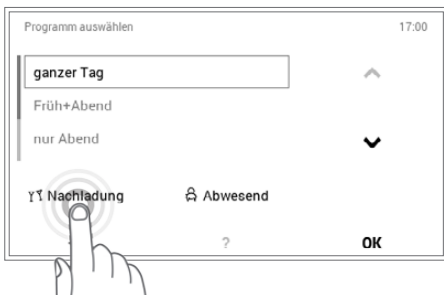 Programm auswählen 17:00
ganzer Tag
Früh+Abend
nur Abend
Nachladung Abwesend
? OK